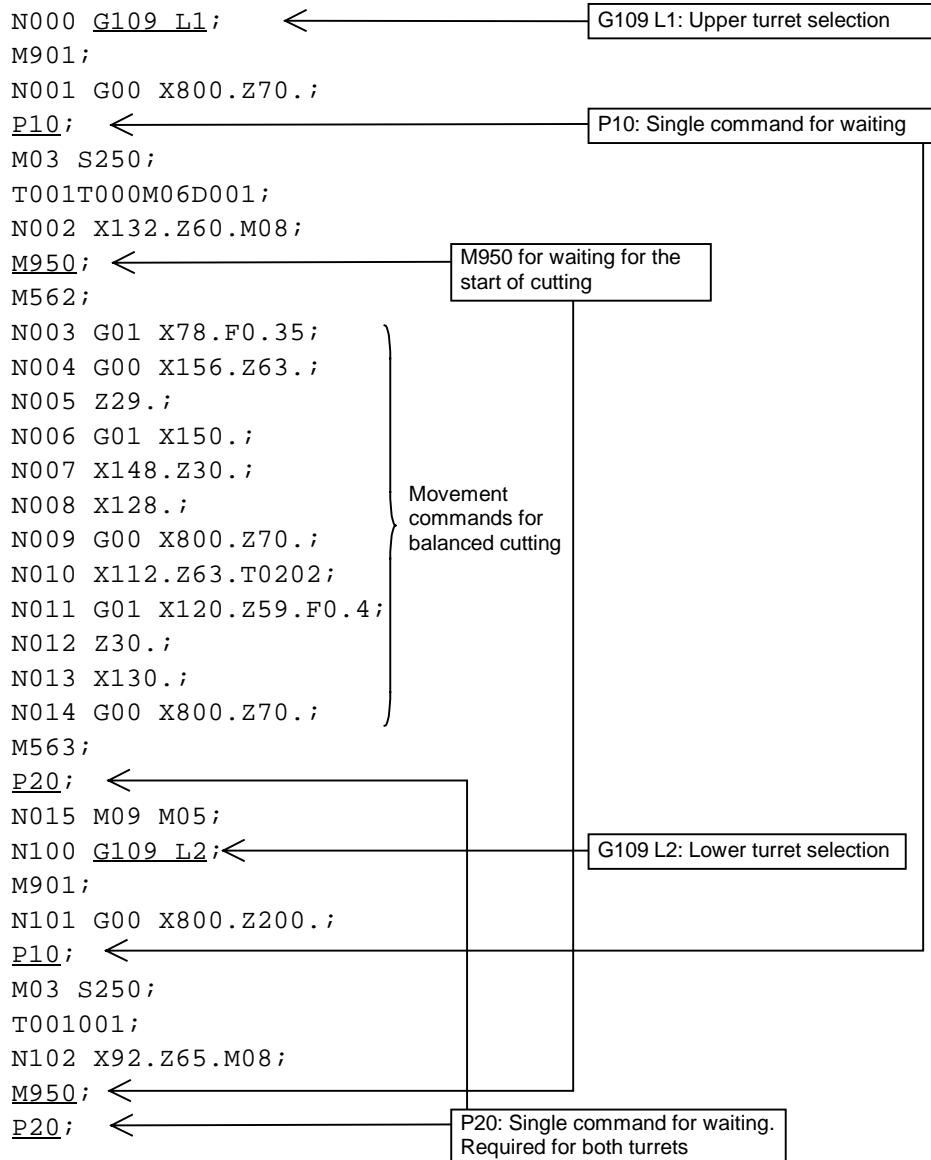 N000 G109 L1;
G109 L1: Upper turret selection
M901;
N001 G00 X800.Z70.;
P10;
P10: Single command for waiting
M03 S250;
T001T000M06D001;
N002 X132.Z60.M08;
M950;
M950 for waiting for the
start of cutting
M562;
N003 G01 X78.F0.35;
N004 G00 X156.Z63.;
N005 Z29.;
N006 G01 X150.;
N007 X148.Z30.;
N008 X128.;
N009 G00 X800.Z70.;
N010 X112.Z63.T0202;
N011 G01 X120.Z59.F0.4;
N012 Z30.;
N013 X130.;
N014 G00 X800.Z70.;
Movement
commands for
balanced cutting
M563;
P20;
N015 M09 M05;
N100 G109 L2;
G109 L2: Lower turret selection
M901;
N101 G00 X800.Z200.;
P10;
M03 S250;
T001001;
N102 X92.Z65.M08;
M950;
P20;
P20: Single command for waiting.
Required for both turrets